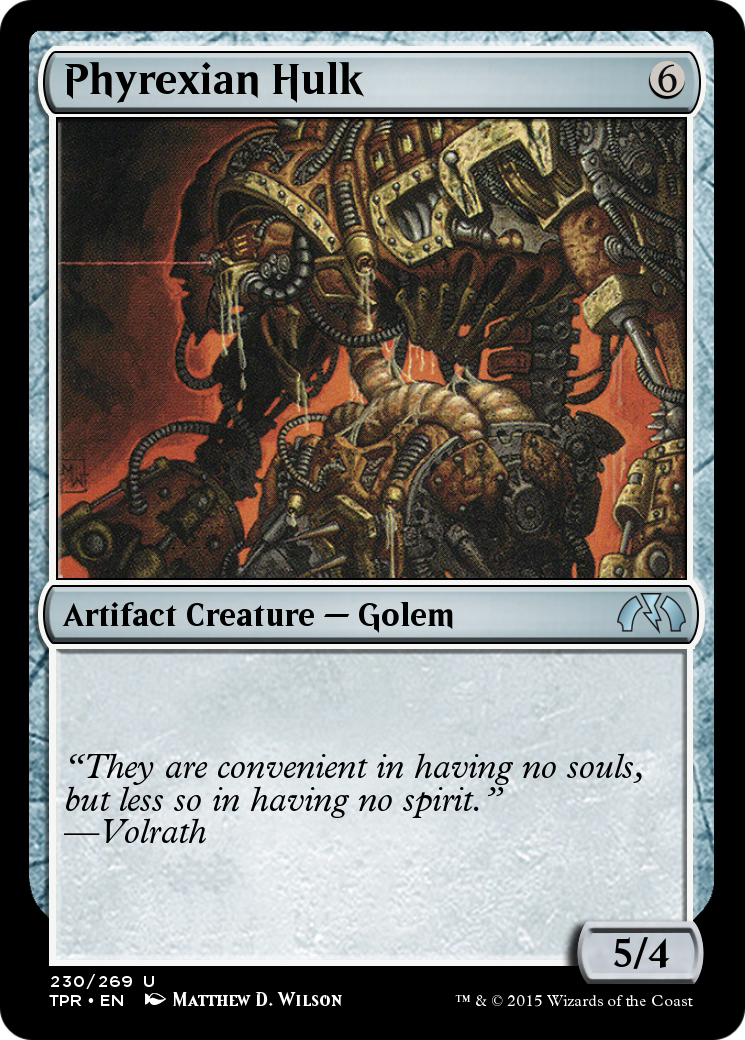 Phyrexian Hulk 6
Artifact Creature — Golem
“They are convenient in having no souls,
but less so in having no spirit.”
—Volrath
5/4
230/269 U
TPR • EN Matthew D. Wilson ™ & © 2015 Wizards of the Coast